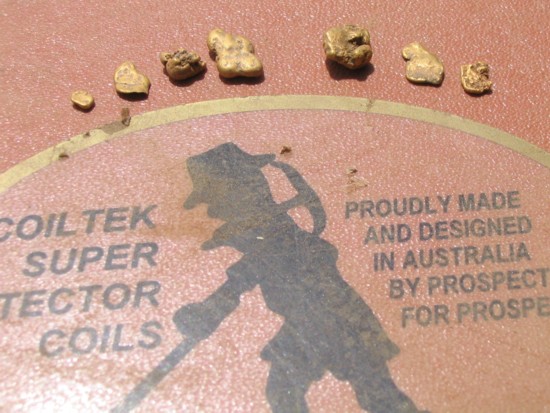 COILTEK
SUPER
TECTOR
COILS
PROUDLY MADE
AND DESIGNED
IN AUSTRALIA
BY PROSPECT
FOR PROSPE